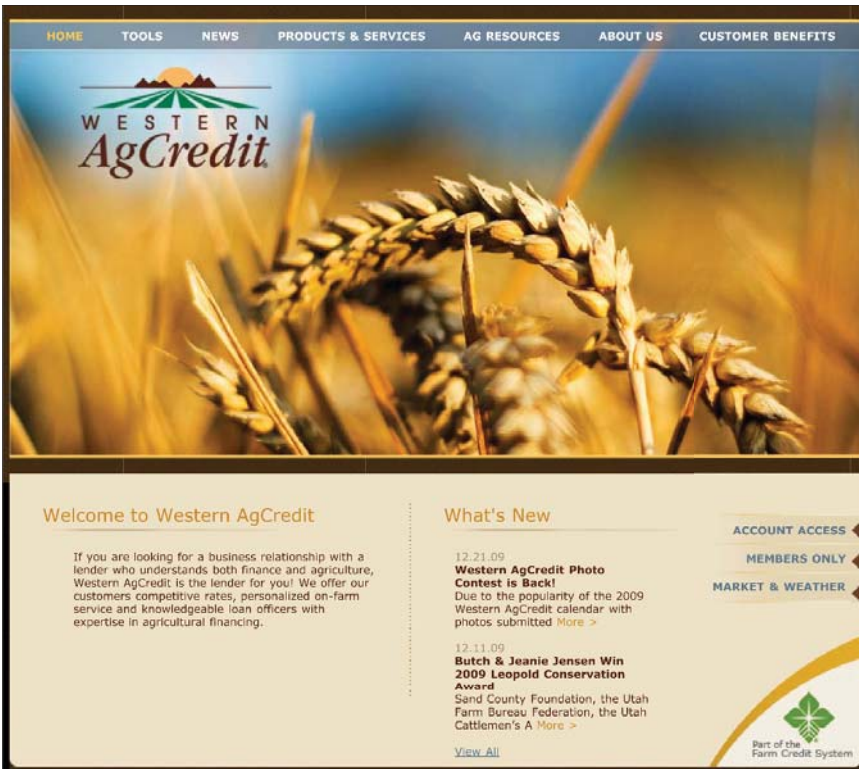 HOME TOOLS NEWS PRODUCTS & SERVICES AG RESOURCES ABOUT US CUSTOMER BENEFITS
WESTERN
AgCredit
Welcome to Western AgCredit
If you are looking for a business relationship with a
lender who understands both finance and agriculture,
Western AgCredit is the lender for you! We offer our
customers competitive rates, personalized on-farm
service and knowledgeable loan officers with
expertise in agricultural financing.
What's New
12.21.09
Western AgCredit Photo
Contest is Back!
Due to the popularity of the 2009
Western AgCredit calendar with
photos submitted More >
12.11.09
Butch & Jeanie Jensen Win
2009 Leopold Conservation
Award
Sand County Foundation, the Utah
Farm Bureau Federation, the Utah
Cattlemen's A More >
View All
ACCOUNT ACCESS
MEMBERS ONLY
MARKET & WEATHER
Part of the
Farm Credit System